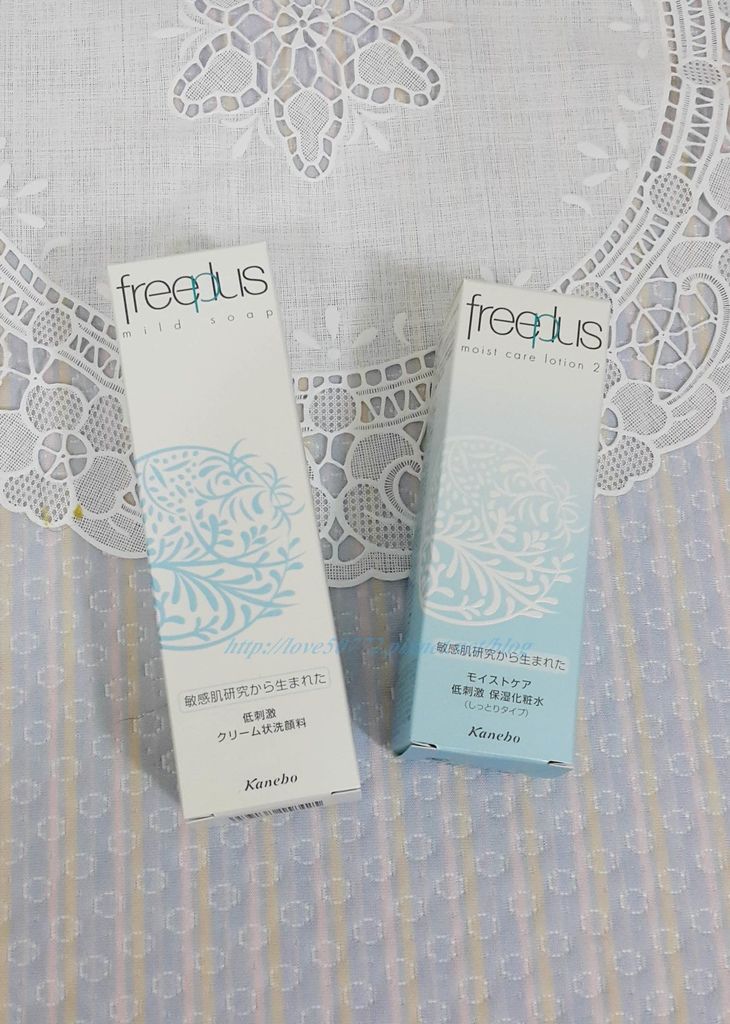 freeplus
mild soap
敏感肌研究から生まれた
低刺激
クリーム状洗顔料
Kanebo
freeplus
moist care lotion 2
敏感肌研究から生まれた
モイストケア
低刺激 保湿化粧水
(しっとりタイプ)
Kanebo